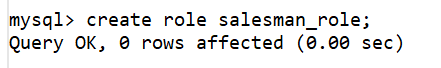 mysql> create role salesman_role;
Query OK, 0 rows affected (0.00 sec)